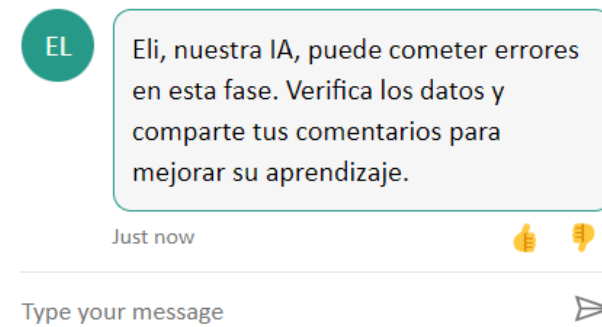 EL
Eli, nuestra IA, puede cometer errores
en esta fase. Verifica los datos y
comparte tus comentarios para
mejorar su aprendizaje.
Just now
Type your message